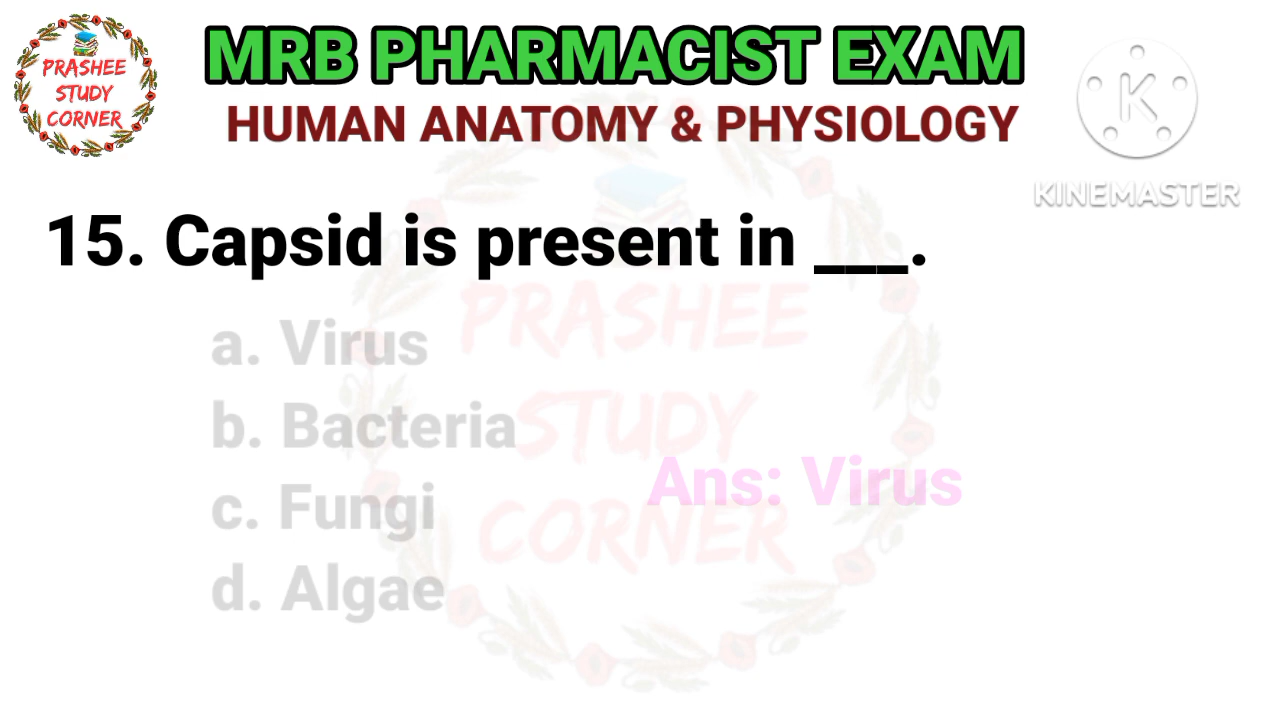 PRASHEE
STUDY
CORNER
MRB PHARMACIST EXAM
HUMAN ANATOMY & PHYSIOLOGY
K
KINEMASTER
15. Capsid is present in ___.
a. Virus
b. Bacteria
c. Fungi
d. Algae
Ans: Virus
PRASHEE
STUDY
CORNER